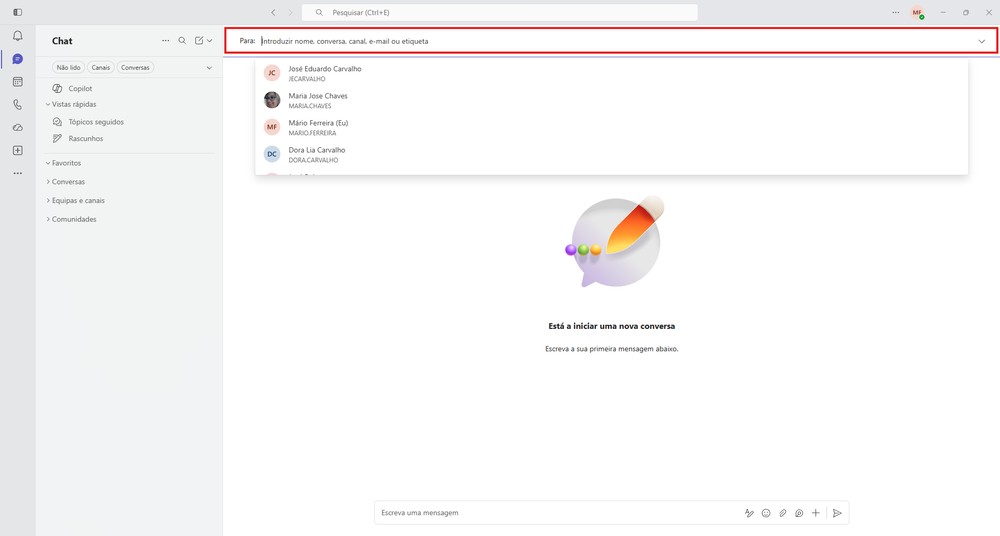 Pesquisar (Ctrl+E)
MF
Chat
Não lido
Canais
Conversas
Copilot
Vistas rápidas
Tópicos seguidos
Rascunhos
Favoritos
Conversas
Equipas e canais
Comunidades
Para: Introduzir nome, conversa, canal, e-mail ou etiqueta
JC
José Eduardo Carvalho
JECARVALHO
Maria Jose Chaves
MARIA.CHAVES
MF
Mário Ferreira (Eu)
MARIO.FERREIRA
DC
Dora Lia Carvalho
DORA.CARVALHO
Está a iniciar uma nova conversa
Escreva a sua primeira mensagem abaixo.
Escreva uma mensagem